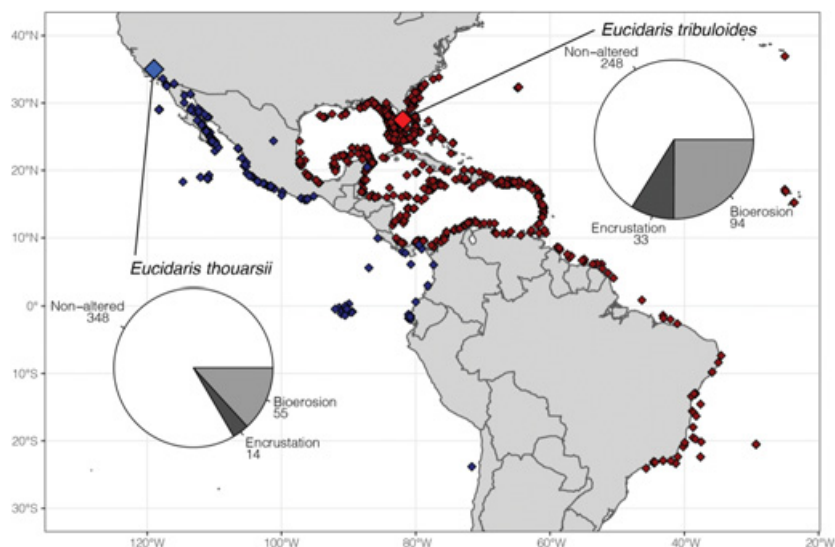 Eucidaris tribuloides
Non-altered
248
Bioerosion
94
Encrustation
33
Eucidaris thouarsii
Non-altered
348
Bioerosion
55
Encrustation
14
40°N
30°N
20°N
10°N
0°
10°S
20°S
30°S
120°W 100°W 80°W 60°W 40°W 20°W